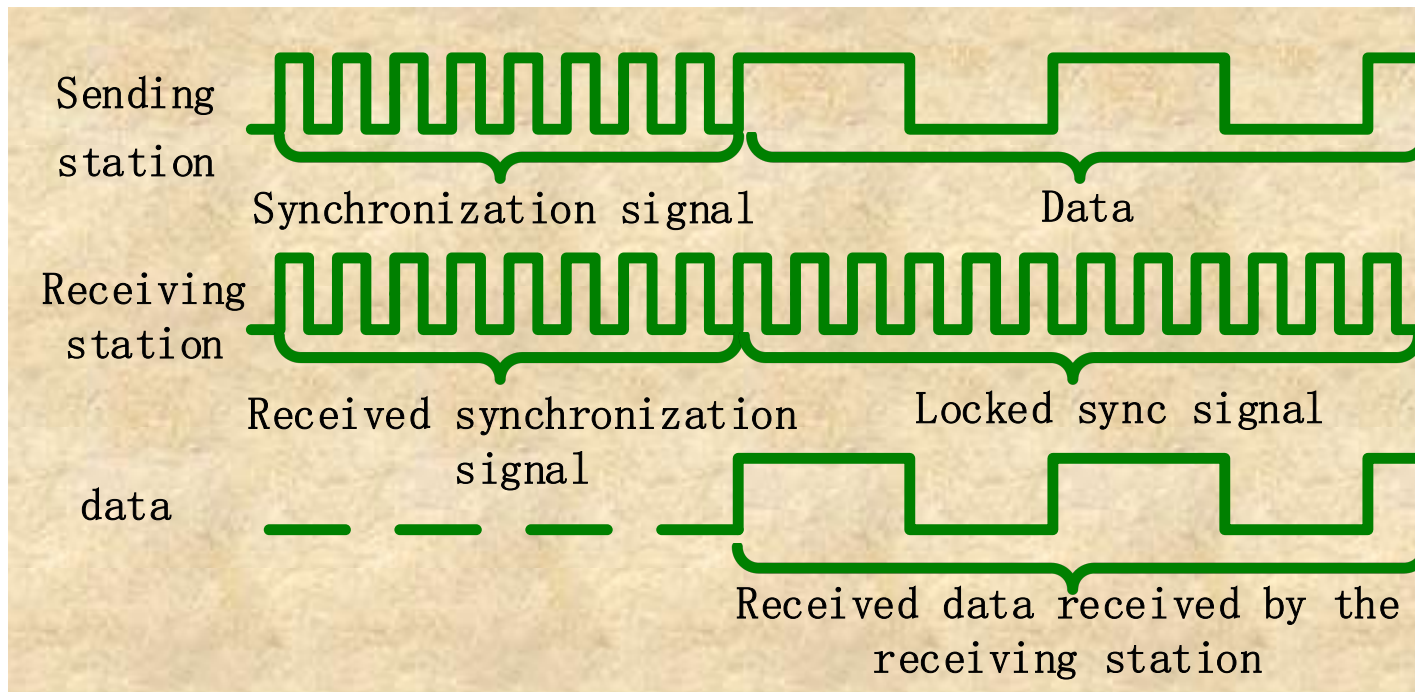 Sending
station
Synchronization signal
Data
Receiving
station
Received synchronization
signal
Locked sync signal
data
Received data received by the
receiving station